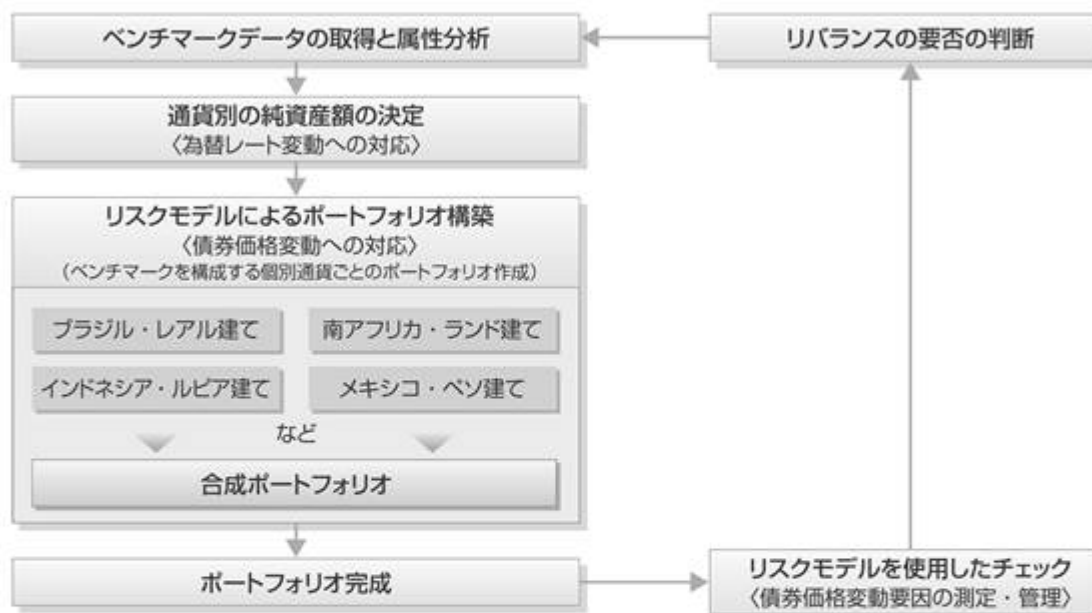 ベンチマークデータの取得と属性分析
リバランスの要否の判断
通貨別の純資産額の決定
〈為替レート変動への対応〉
リスクモデルによるポートフォリオ構築
〈債券価格変動への対応〉
(ベンチマークを構成する個別通貨ごとのポートフォリオ作成)
ブラジル・レアル建て
南アフリカ・ランド建て
インドネシア・ルピア建て
メキシコ・ペソ建て
など
合成ポートフォリオ
ポートフォリオ完成
リスクモデルを使用したチェック
〈債券価格変動要因の測定・管理〉